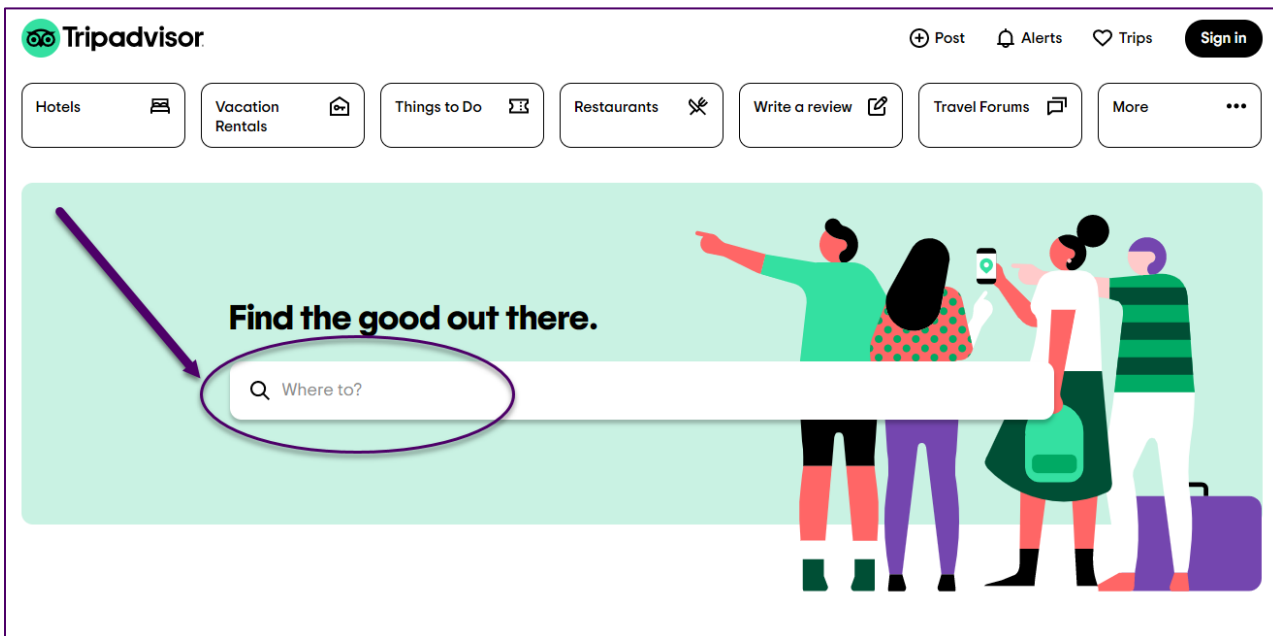 Tripadvisor
Post
Alerts
Trips
Sign in
Hotels
Vacation
Rentals
Things to Do
Restaurants
Write a review
Travel Forums
More
Find the good out there.
Where to?